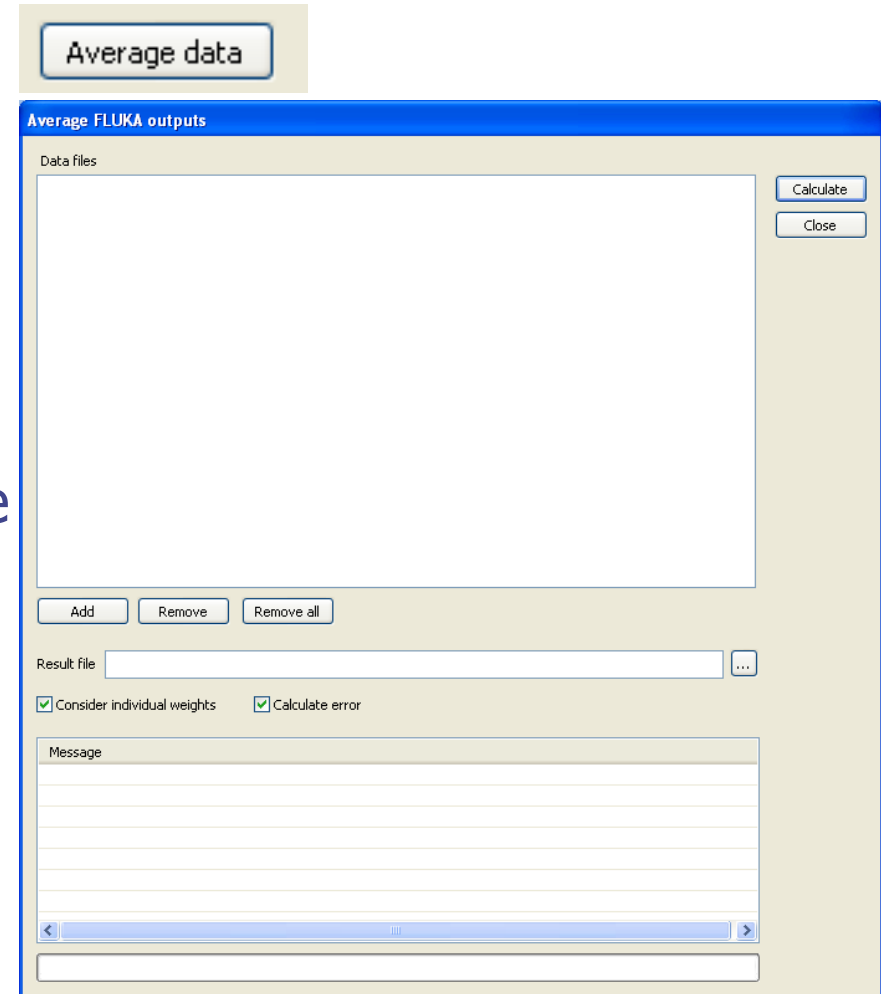 Average data
Average FLUKA outputs
Data files
Calculate
Close
e
Add Remove Remove all
Result file ...
Consider individual weights Calculate error
Message